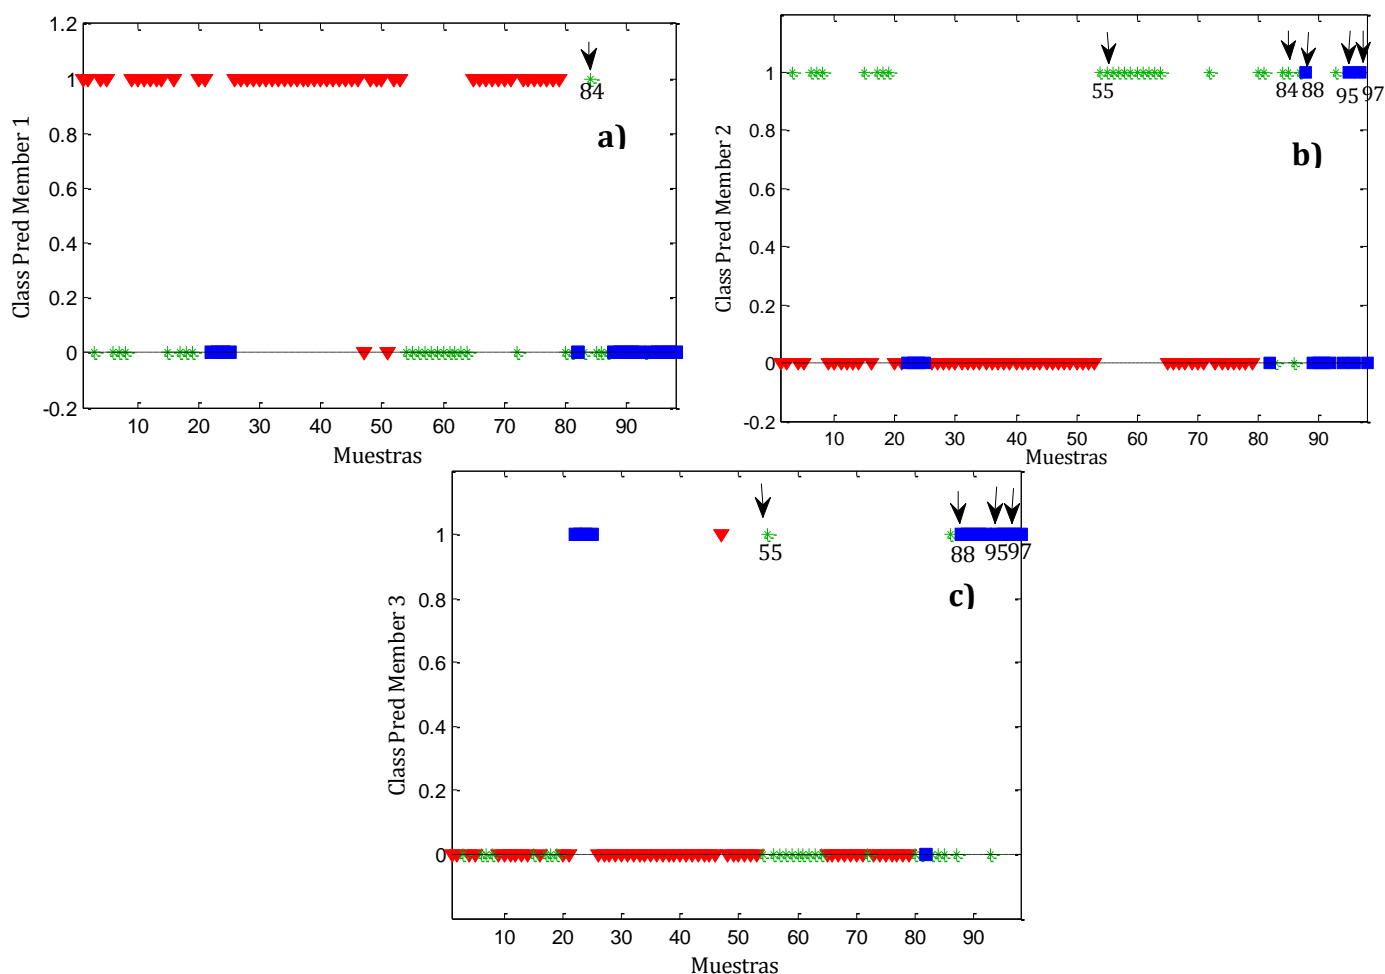 1.2
1
0.8
0.6
0.4
0.2
0
-0.2
Class Pred Member 1
84
a)
10 20 30 40 50 60 70 80 90
Muestras
1
0.8
0.6
0.4
0.2
0
-0.2
Class Pred Member 2
55 84 88 95 97
b)
10 20 30 40 50 60 70 80 90
Muestras
1
0.8
0.6
0.4
0.2
0
Class Pred Member 3
55 88 95 97
c)
10 20 30 40 50 60 70 80 90
Muestras